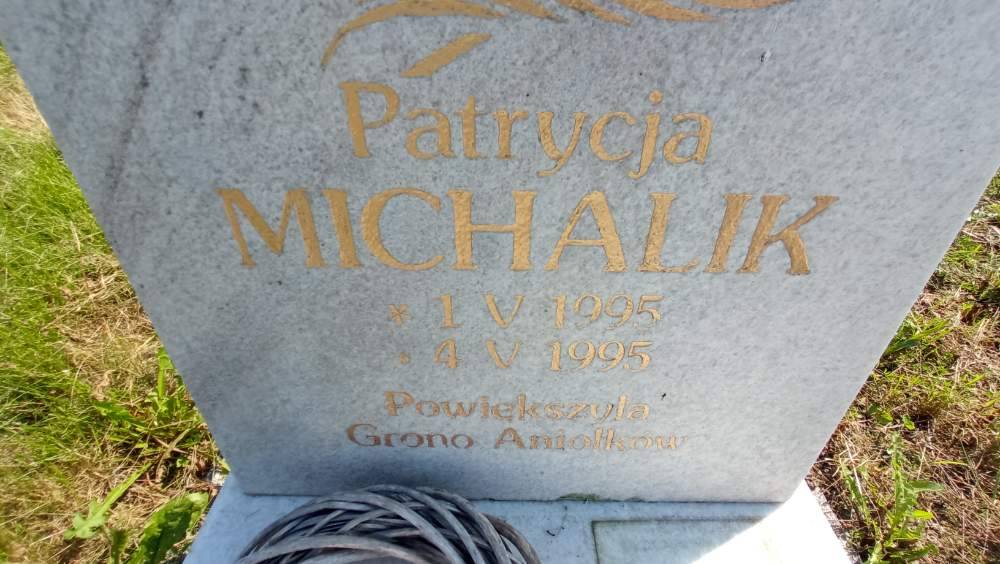 Patrycja
MICHALIK
* 1 V 1995
+ 4 V 1995
Powiększyła
Grono Aniołków